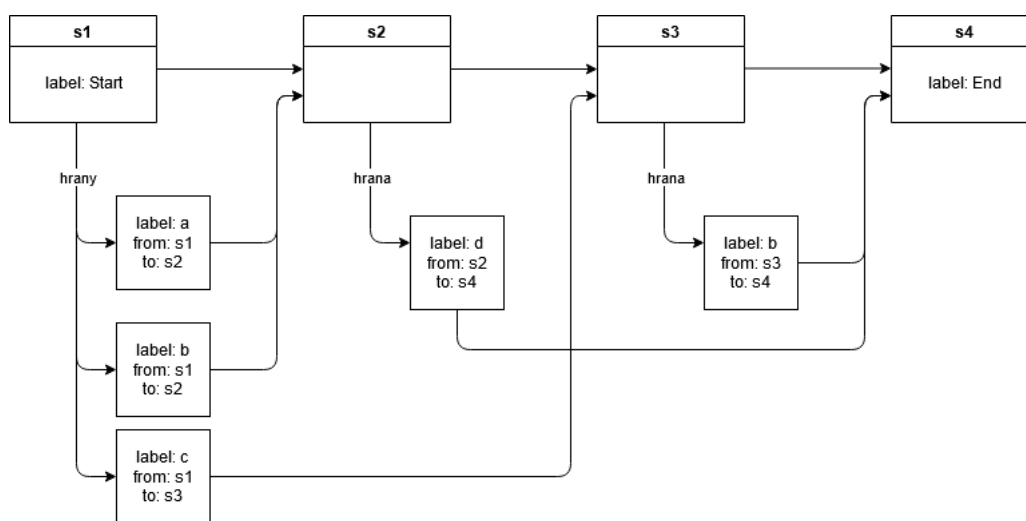 s1
s2
s3
s4
label: Start
label: End
hrany
hrana
hrana
label: a
from: s1
to: s2
label: d
from: s2
to: s4
label: b
from: s3
to: s4
label: b
from: s1
to: s2
label: c
from: s1
to: s3